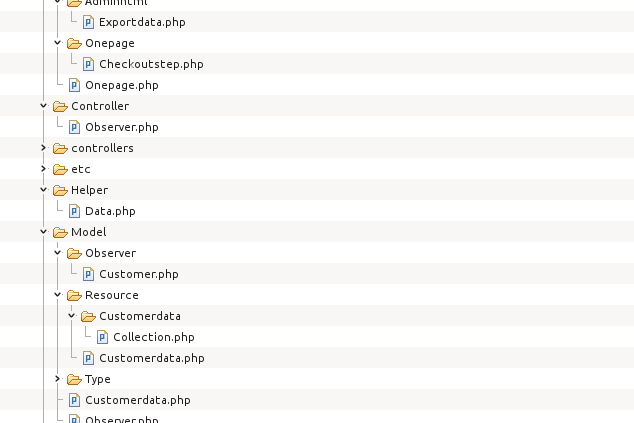 Adminhtml
Exportdata.php
Onepage
Checkoutstep.php
Onepage.php
Controller
Observer.php
controllers
etc
Helper
Data.php
Model
Observer
Customer.php
Resource
Customerdata
Collection.php
Customerdata.php
Type
Customerdata.php
Observer.php